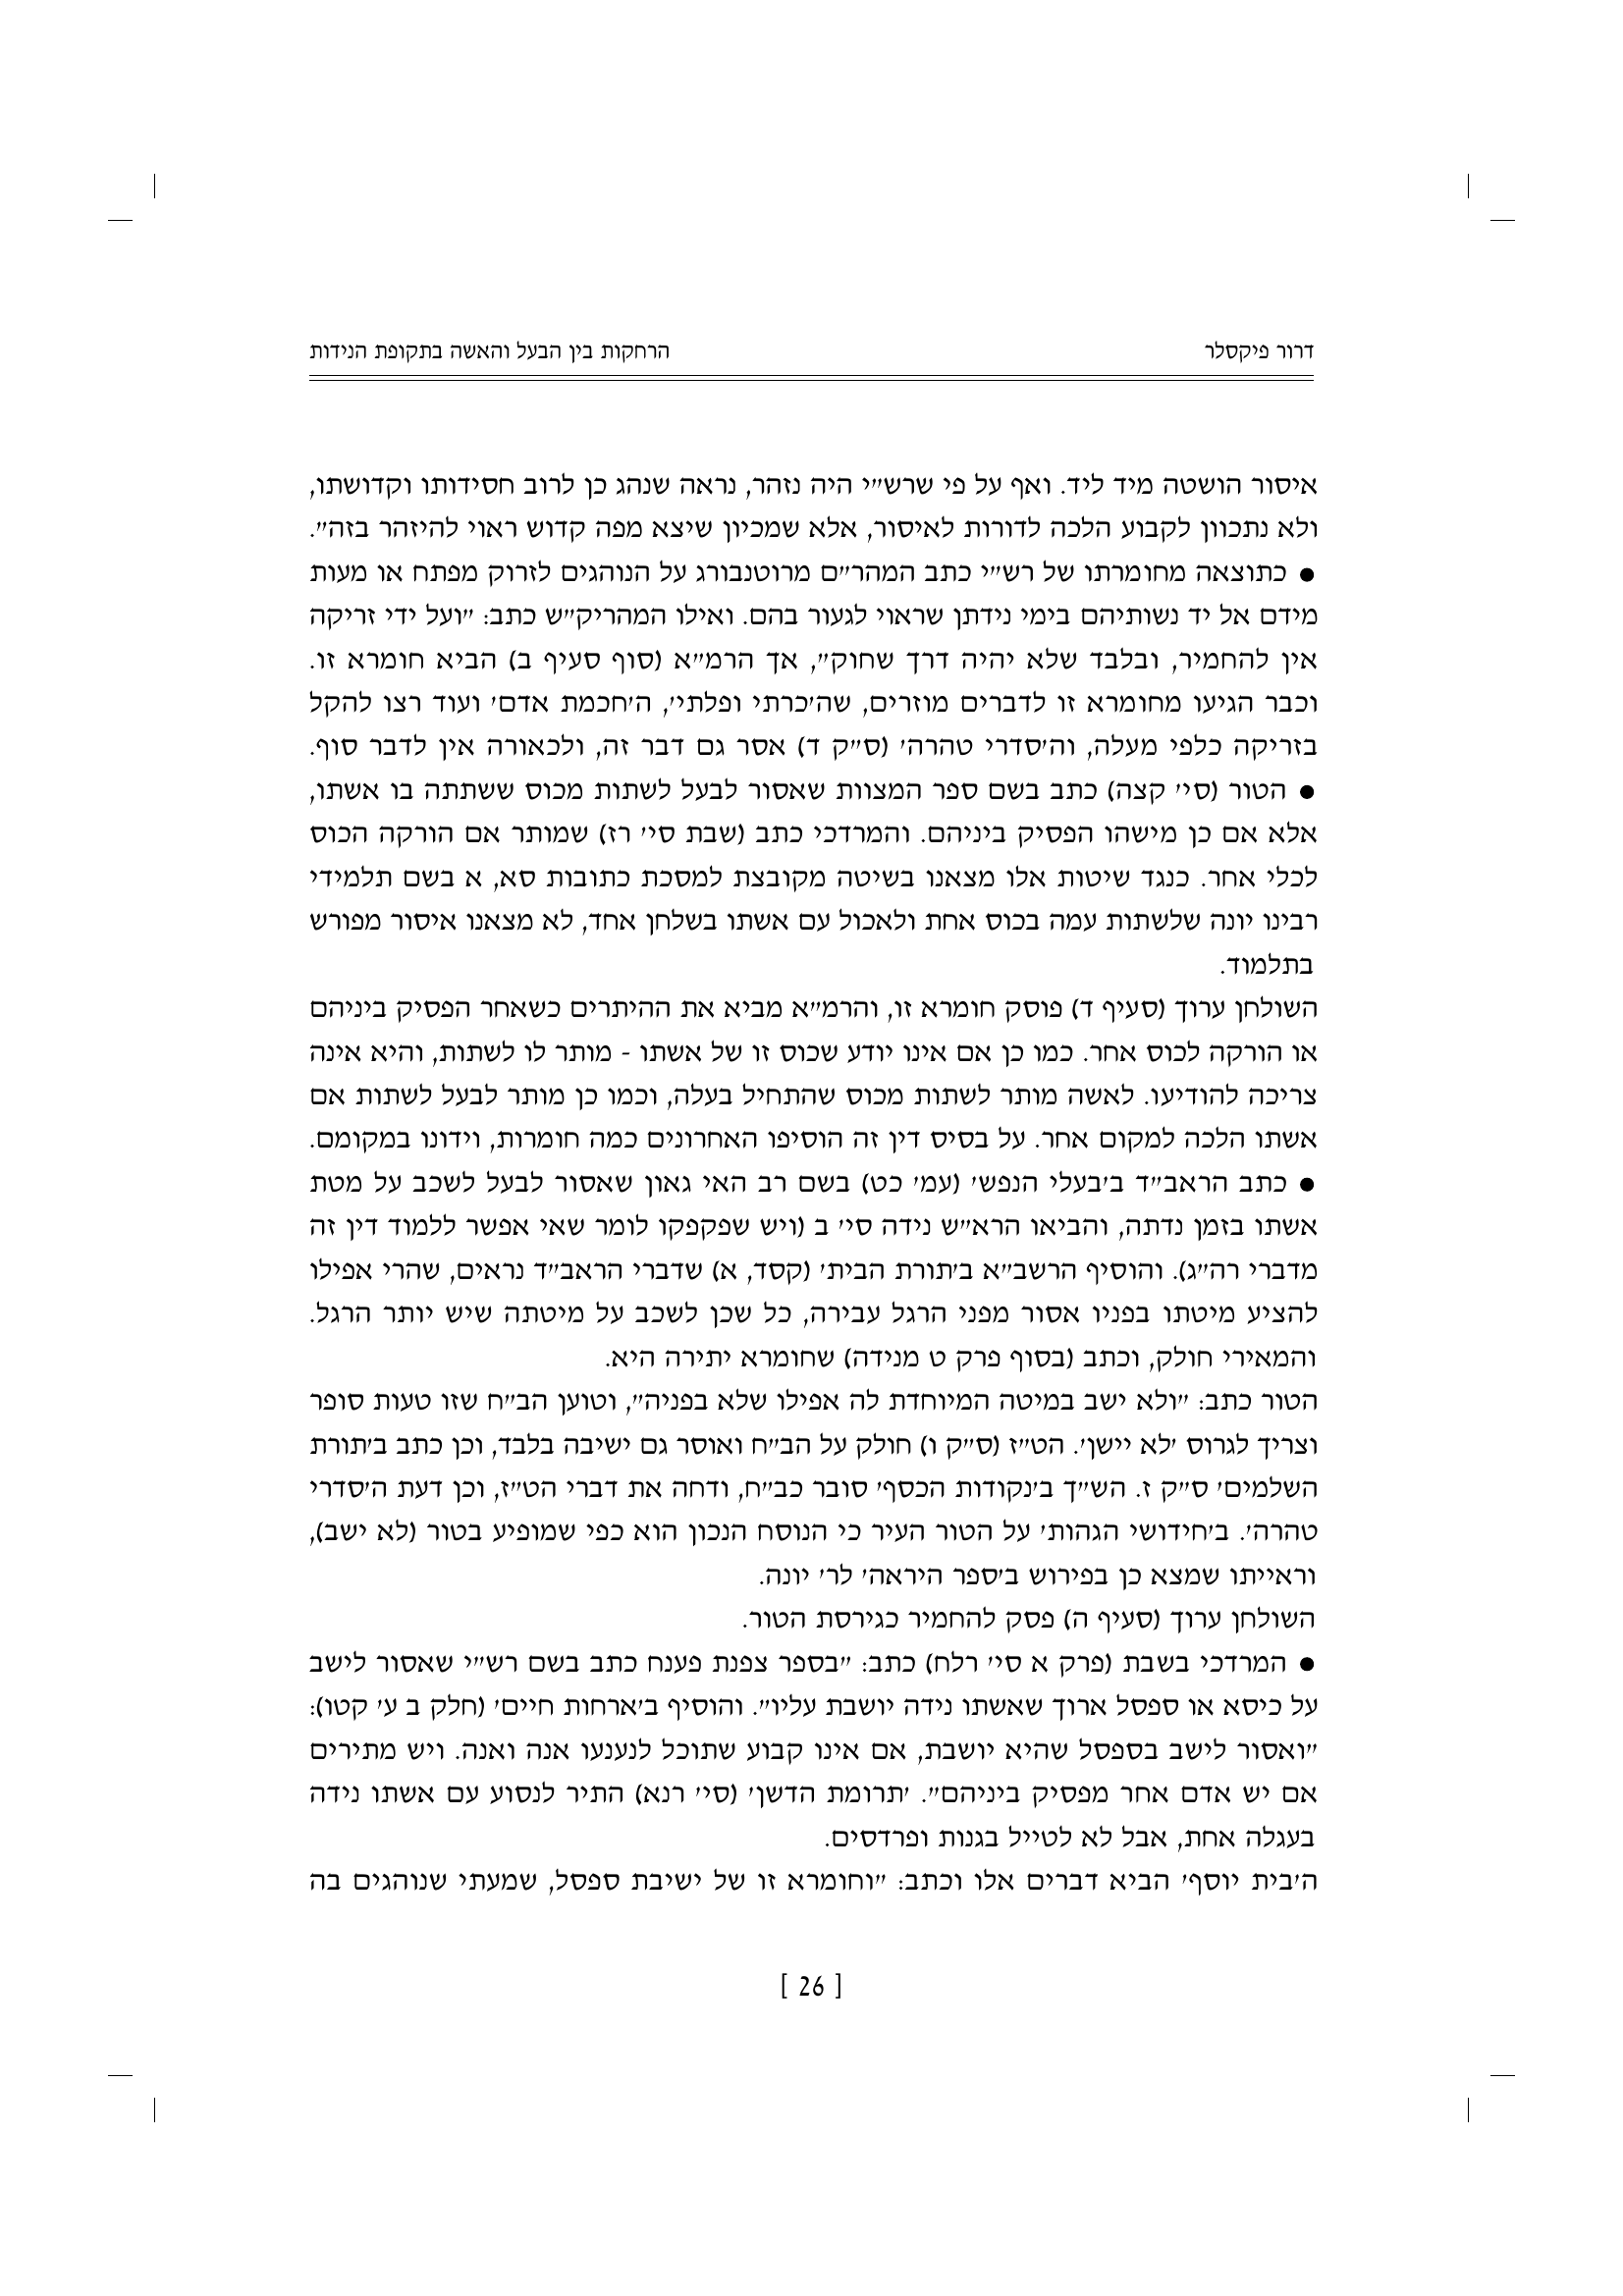 דרור פיקסלר
הרחקות בין הבעל והאשה בתקופת הנידות
איסור הושטה מיד ליד. ואף על פי שרש״י היה נזהר, נראה שנהג כן לרוב חסידותו וקדושתו,
ולא נתכוון לקבוע הלכה לדורות לאיסור, אלא שמכיון שיצא מפה קדוש ראוי להיזהר בזה״.
● כתוצאה מחומרתו של רש״י כתב המהר״ם מרוטנבורג על הנוהגים לזרוק מפתח או מעות
מידם אל יד נשותיהם בימי נידתן שראוי לגעור בהם. ואילו המהריק״ש כתב: ״ועל ידי זריקה
אין להחמיר, ובלבד שלא יהיה דרך שחוק״, אך הרמ״א (סוף סעיף ב) הביא חומרא זו.
וכבר הגיעו מחומרא זו לדברים מוזרים, שה׳כרתי ופלתי׳, ה׳חכמת אדם׳ ועוד רצו להקל
בזריקה כלפי מעלה, וה׳סדרי טהרה׳ (ס״ק ד) אסר גם דבר זה, ולכאורה אין לדבר סוף.
● הטור (סי׳ קצה) כתב בשם ספר המצוות שאסור לבעל לשתות מכוס ששתתה בו אשתו,
אלא אם כן מישהו הפסיק ביניהם. והמרדכי כתב (שבת סי׳ רז) שמותר אם הורקה הכוס
לכלי אחר. כנגד שיטות אלו מצאנו בשיטה מקובצת למסכת כתובות סא, א בשם תלמידי
רבינו יונה שלשתות עמה בכוס אחת ולאכול עם אשתו בשלחן אחד, לא מצאנו איסור מפורש
בתלמוד.
השולחן ערוך (סעיף ד) פוסק חומרא זו, והרמ״א מביא את ההיתרים כשאחר הפסיק ביניהם
או הורקה לכוס אחר. כמו כן אם אינו יודע שכוס זו של אשתו - מותר לו לשתות, והיא אינה
צריכה להודיעו. לאשה מותר לשתות מכוס שהתחיל בעלה, וכמו כן מותר לבעל לשתות אם
אשתו הלכה למקום אחר. על בסיס דין זה הוסיפו האחרונים כמה חומרות, וידונו במקומם.
● כתב הראב״ד ב׳בעלי הנפש׳ (עמ׳ כט) בשם רב האי גאון שאסור לבעל לשכב על מטת
אשתו בזמן נדתה, והביאו הרא״ש נידה סי׳ ב (ויש שפקפקו לומר שאי אפשר ללמוד דין זה
מדברי רה״ג). והוסיף הרשב״א ב׳תורת הבית׳ (קסד, א) שדברי הראב״ד נראים, שהרי אפילו
להציע מיטתו בפניו אסור מפני הרגל עבירה, כל שכן לשכב על מיטתה שיש יותר הרגל.
והמאירי חולק, וכתב (בסוף פרק ט מנידה) שחומרא יתירה היא.
הטור כתב: ״ולא ישב במיטה המיוחדת לה אפילו שלא בפניה״, וטוען הב״ח שזו טעות סופר
וצריך לגרוס ׳לא יישן׳. הט״ז (ס״ק ו) חולק על הב״ח ואוסר גם ישיבה בלבד, וכן כתב ב׳תורת
השלמים׳ ס״ק ז. הש״ך ב׳נקודות הכסף׳ סובר כב״ח, ודחה את דברי הט״ז, וכן דעת ה׳סדרי
טהרה׳. ב׳חידושי הגהות׳ על הטור העיר כי הנוסח הנכון הוא כפי שמופיע בטור (לא ישב),
וראייתו שמצא כן בפירוש ב׳ספר היראה׳ לר׳ יונה.
השולחן ערוך (סעיף ה) פסק להחמיר כגירסת הטור.
● המרדכי בשבת (פרק א סי׳ רלח) כתב: ״בספר צפנת פענח כתב בשם רש״י שאסור לישב
על כיסא או ספסל ארוך שאשתו נידה יושבת עליו״. והוסיף ב׳ארחות חיים׳ (חלק ב ע׳ קטו):
״ואסור לישב בספסל שהיא יושבת, אם אינו קבוע שתוכל לנענעו אנה ואנה. ויש מתירים
אם יש אדם אחר מפסיק ביניהם״. ׳תרומת הדשן׳ (סי׳ רנא) התיר לנסוע עם אשתו נידה
בעגלה אחת, אבל לא לטייל בגנות ופרדסים.
ה׳בית יוסף׳ הביא דברים אלו וכתב: ״וחומרא זו של ישיבת ספסל, שמעתי שנוהגים בה
[ 26 ]